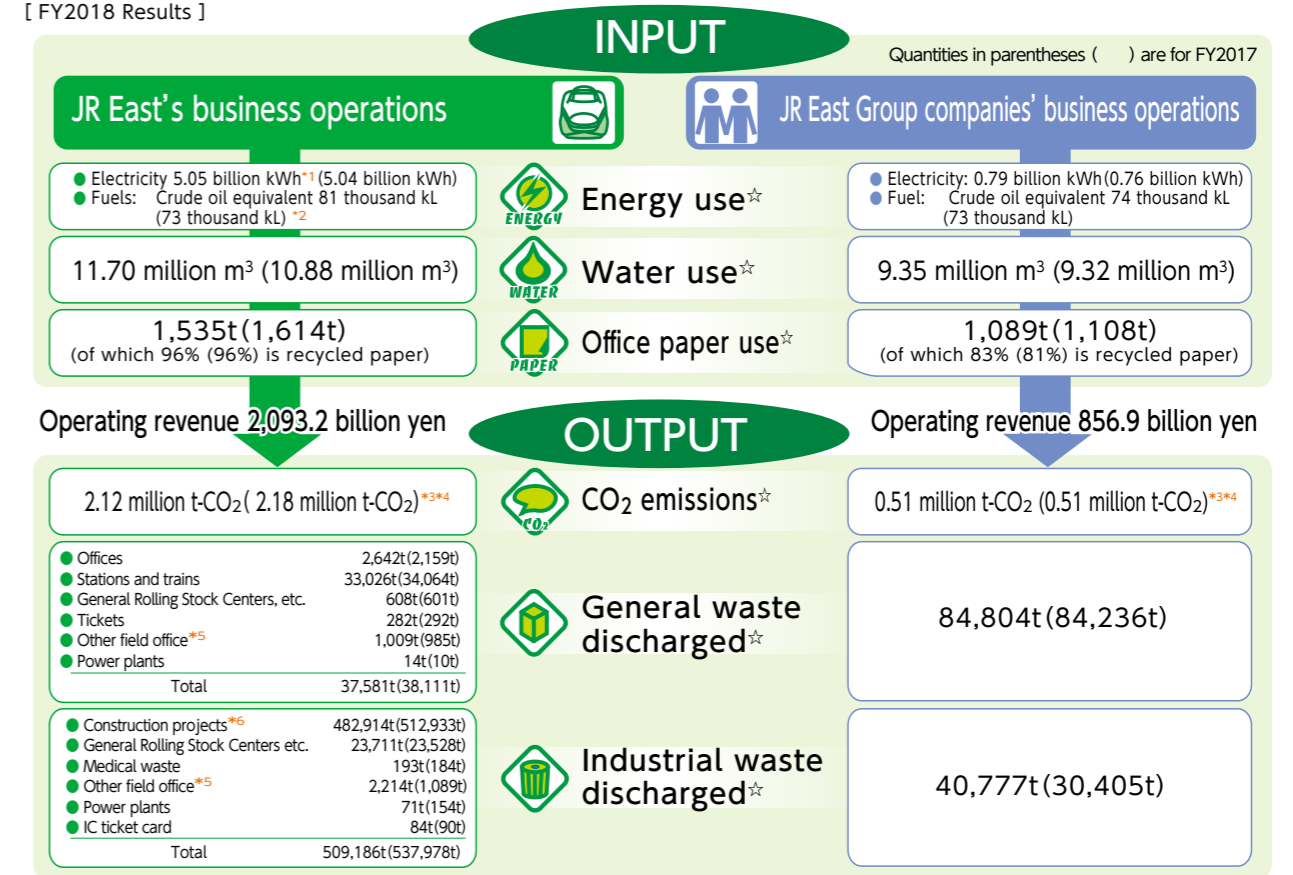 [ FY2018 Results ]
INPUT
Quantities in parentheses (    ) are for FY2017
JR East's business operations
JR East Group companies' business operations
● Electricity 5.05 billion kWh*1 (5.04 billion kWh)
● Fuels: Crude oil equivalent 81 thousand kL
(73 thousand kL) *2
ENERGY
Energy use☆
● Electricity: 0.79 billion kWh (0.76 billion kWh)
● Fuel: Crude oil equivalent 74 thousand kL
(73 thousand kL)
11.70 million m³ (10.88 million m³)
WATER
Water use☆
9.35 million m³ (9.32 million m³)
1,535t (1,614t)
(of which 96% (96%) is recycled paper)
PAPER
Office paper use☆
1,089t (1,108t)
(of which 83% (81%) is recycled paper)
Operating revenue 2,093.2 billion yen
OUTPUT
Operating revenue 856.9 billion yen
2.12 million t-CO₂ ( 2.18 million t-CO₂)*3*4
CO₂
CO₂ emissions☆
0.51 million t-CO₂ (0.51 million t-CO₂)*3*4
● Offices 2,642t(2,159t)
● Stations and trains 33,026t(34,064t)
● General Rolling Stock Centers, etc. 608t(601t)
● Tickets 282t(292t)
● Other field office*5 1,009t(985t)
● Power plants 14t(10t)
Total 37,581t(38,111t)
General waste
discharged☆
84,804t (84,236t)
● Construction projects*6 482,914t(512,933t)
● General Rolling Stock Centers etc. 23,711t(23,528t)
● Medical waste 193t(184t)
● Other field office*5 2,214t(1,089t)
● Power plants 71t(154t)
● IC ticket card 84t(90t)
Total 509,186t(537,978t)
Industrial waste
discharged☆
40,777t (30,405t)